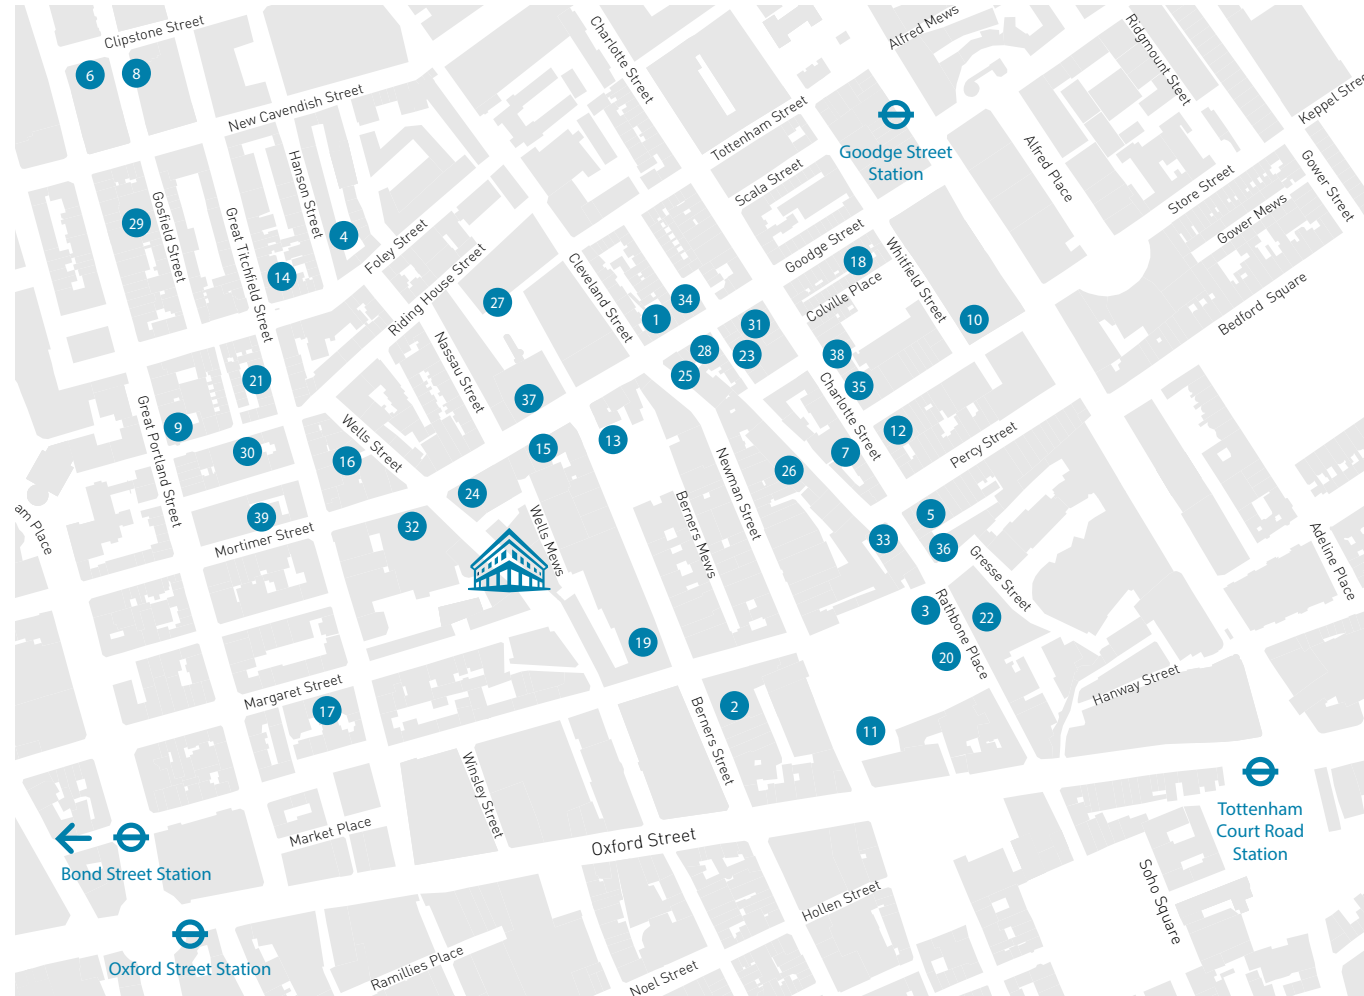 Clipstone Street
Charlotte Street
Alfred Mews
Ridgmount Steet
Keppel Stree
6
8
New Cavendish Street
Tottenham Street
Goodge Street
Station
Alfred Place
Gower Street
Hanson Street
Scala Street
Store Street
Gower Mews
29
Gosfield Street
Great Titchfield Street
4
Foley Street
14
Riding House Street
Cleveland Street
Goodge Street
18
Colville Place
Whitfield Street
Bedford Square
27
34
1
31
10
Nassau Street
28
23
38
25
35
21
37
Charlotte Street
9
Great Portland Street
30
16
Wells Street
15
13
26
7
12
Percy Street
Newman Street
24
39
Mortimer Street
32
Wells Mews
Berners Mews
5
33
36
Gresse Street
Adeline Place
am Place
3
22
Rathbone Place
20
19
Margaret Street
17
2
Berners Street
11
Hanway Street
Winsley Street
Market Place
Oxford Street
Tottenham
Court Road
Station
Bond Street Station
Soho Square
Hollen Street
Oxford Street Station
Ramillies Place
Noel Street